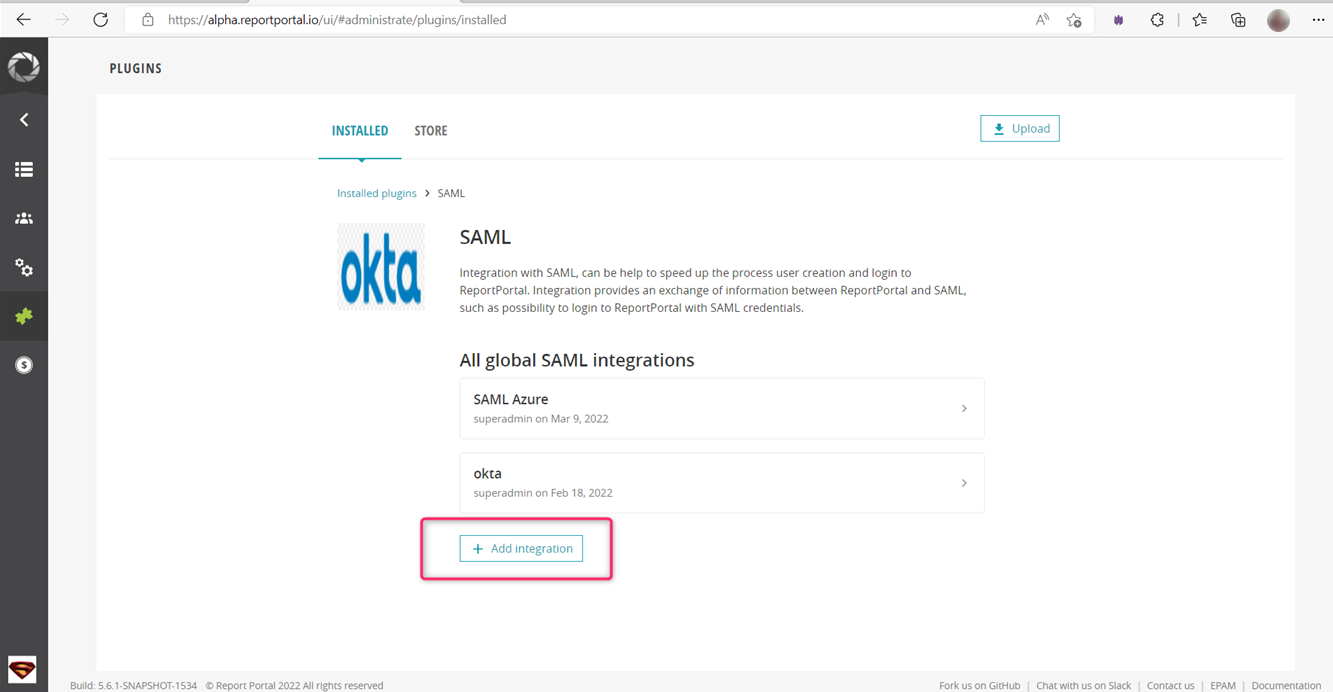 https://alpha.reportportal.io/ui/#administrate/plugins/installed
PLUGINS
INSTALLED STORE
Upload
Installed plugins > SAML
okta
SAML
Integration with SAML, can be help to speed up the process user creation and login to
ReportPortal. Integration provides an exchange of information between ReportPortal and SAML,
such as possibility to login to ReportPortal with SAML credentials.
All global SAML integrations
SAML Azure
superadmin on Mar 9, 2022
okta
superadmin on Feb 18, 2022
+ Add integration
Build: 5.6.1-SNAPSHOT-1534 © Report Portal 2022 All rights reserved
Fork us on GitHub | Chat with us on Slack | Contact us | EPAM | Documentation